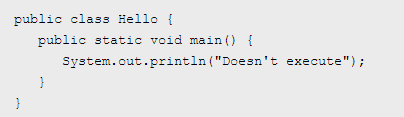 public class Hello {
   public static void main() {
      System.out.println("Doesn't execute");
   }
}